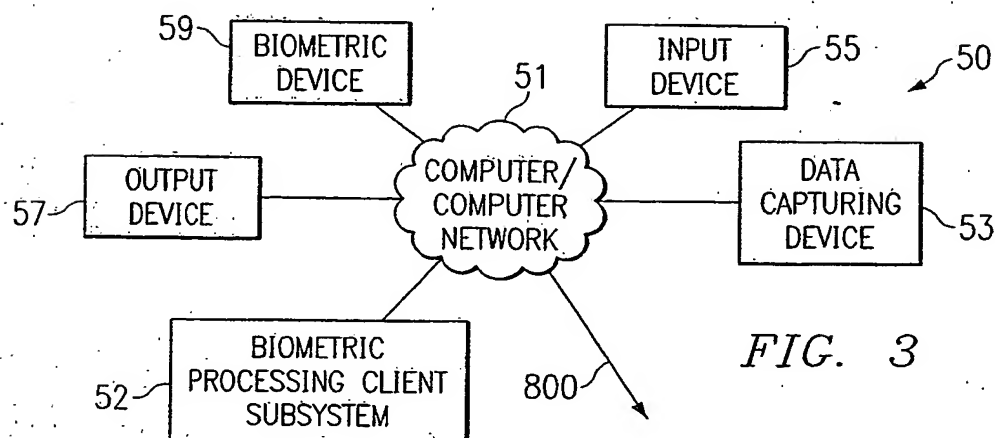 59
BIOMETRIC
DEVICE
INPUT
DEVICE
55
50
51
OUTPUT
DEVICE
57
COMPUTER/
COMPUTER
NETWORK
DATA
CAPTURING
DEVICE
53
BIOMETRIC
PROCESSING CLIENT
SUBSYSTEM
52
800
FIG. 3